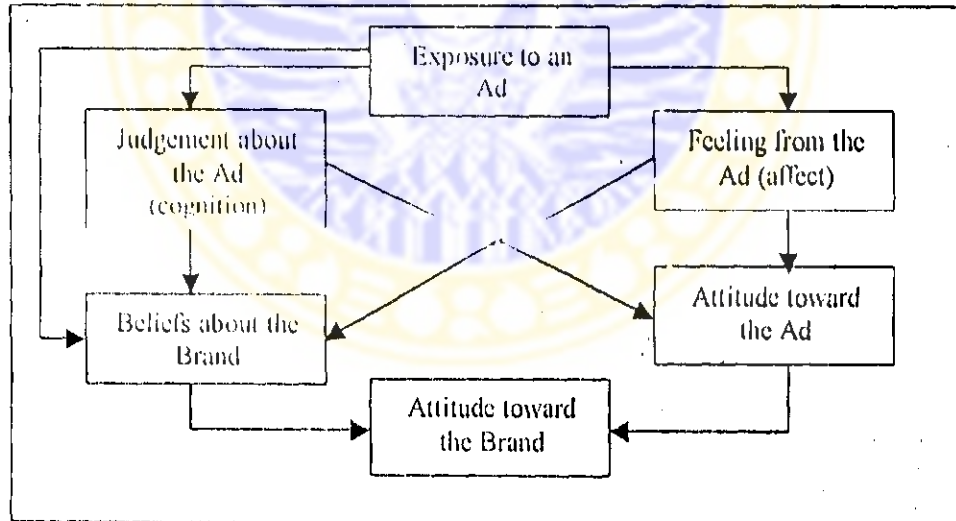 Exposure to an
Ad
Judgement about
the Ad
(cognition)
Feeling from the
Ad (affect)
Beliefs about the
Brand
Attitude toward
the Ad
Attitude toward
the Brand